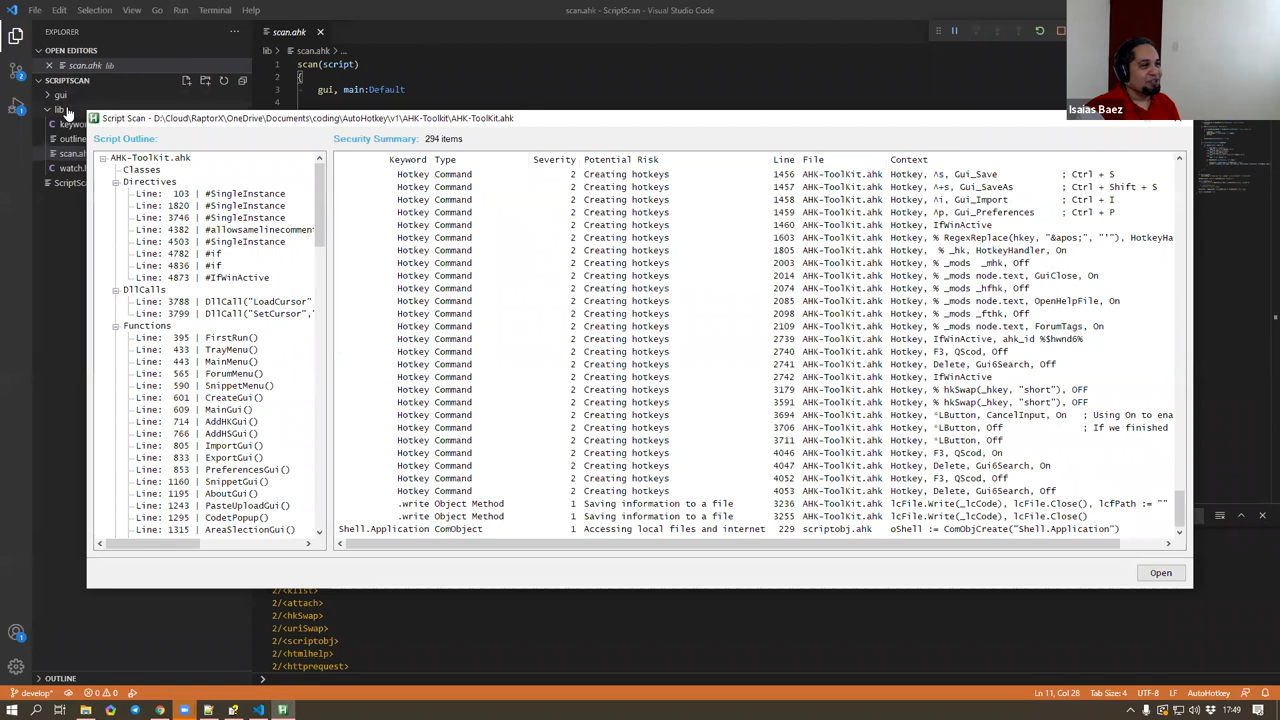 File Edit Selection View Go Run Terminal Help
scan.ahk - ScriptScan - Visual Studio Code
EXPLORER
OPEN EDITORS
scan.ahk lib
SCRIPTSCAN
gui
lib
outline
scan.a
watch.
ScriptSc
OUTLINE
scan.ahk
lib > scan.ahk > ...
1 scan(script)
2 {
3 gui, main:Default
4
Isaias Baez
Script Scan - D:\Cloud\RaptorX\OneDrive\Documents\coding\AutoHotkey\v1\AHK-Toolkit\AHK-ToolKit.ahk
Script Outline:
AHK-ToolKit.ahk
Classes
Directives
Line: 103 | #SingleInstance
Line: 1820 | #SingleInstance
Line: 3746 | #SingleInstance
Line: 4382 | #allowsamelinecomment
Line: 4503 | #SingleInstance
Line: 4782 | #if
Line: 4836 | #if
Line: 4873 | #IfWinActive
DllCalls
Line: 3788 | DllCall("LoadCursor"
Line: 3799 | DllCall("SetCursor",
Functions
Line: 395 | FirstRun()
Line: 433 | TrayMenu()
Line: 443 | MainMenu()
Line: 565 | ForumMenu()
Line: 590 | SnippetMenu()
Line: 601 | CreateGui()
Line: 609 | MainGui()
Line: 714 | AddHKGui()
Line: 766 | AddHSGui()
Line: 805 | ImportGui()
Line: 833 | ExportGui()
Line: 853 | PreferencesGui()
Line: 1160 | SnippetGui()
Line: 1195 | AboutGui()
Line: 1243 | PasteUploadGui()
Line: 1295 | CodetPopup()
Line: 1315 | AreaSectionGui()
Security Summary: 294 items
Keyword Type Severity Potential Risk Line File Context
Hotkey Command 2 Creating hotkeys 1456 AHK-ToolKit.ahk Hotkey, ^s, Gui_Save ; Ctrl + S
Hotkey Command 2 Creating hotkeys 1457 AHK-ToolKit.ahk Hotkey, ^+s, Gui_SaveAs ; Ctrl + Shift + S
Hotkey Command 2 Creating hotkeys 1458 AHK-ToolKit.ahk Hotkey, ^i, Gui_Import ; Ctrl + I
Hotkey Command 2 Creating hotkeys 1459 AHK-ToolKit.ahk Hotkey, ^p, Gui_Preferences ; Ctrl + P
Hotkey Command 2 Creating hotkeys 1460 AHK-ToolKit.ahk Hotkey, IfWinActive
Hotkey Command 2 Creating hotkeys 1603 AHK-ToolKit.ahk Hotkey, % RegexReplace(hkey, "&apos;", "'"), HotkeyHa
Hotkey Command 2 Creating hotkeys 1805 AHK-ToolKit.ahk Hotkey, % _hk, HotkeyHandler, On
Hotkey Command 2 Creating hotkeys 2003 AHK-ToolKit.ahk Hotkey, % _mods _mhk, Off
Hotkey Command 2 Creating hotkeys 2014 AHK-ToolKit.ahk Hotkey, % _mods node.text, GuiClose, On
Hotkey Command 2 Creating hotkeys 2074 AHK-ToolKit.ahk Hotkey, % _mods _hfhk, Off
Hotkey Command 2 Creating hotkeys 2085 AHK-ToolKit.ahk Hotkey, % _mods node.text, OpenHelpFile, On
Hotkey Command 2 Creating hotkeys 2098 AHK-ToolKit.ahk Hotkey, % _mods _fthk, Off
Hotkey Command 2 Creating hotkeys 2109 AHK-ToolKit.ahk Hotkey, % _mods node.text, ForumTags, On
Hotkey Command 2 Creating hotkeys 2739 AHK-ToolKit.ahk Hotkey, IfWinActive, ahk_id %$hwnd6%
Hotkey Command 2 Creating hotkeys 2740 AHK-ToolKit.ahk Hotkey, F3, QScod, Off
Hotkey Command 2 Creating hotkeys 2741 AHK-ToolKit.ahk Hotkey, Delete, Gui6Search, Off
Hotkey Command 2 Creating hotkeys 2742 AHK-ToolKit.ahk Hotkey, IfWinActive
Hotkey Command 2 Creating hotkeys 3179 AHK-ToolKit.ahk Hotkey, % hkSwap(_hkey, "short"), OFF
Hotkey Command 2 Creating hotkeys 3591 AHK-ToolKit.ahk Hotkey, % hkSwap(_hkey, "short"), OFF
Hotkey Command 2 Creating hotkeys 3694 AHK-ToolKit.ahk Hotkey, *LButton, CancelInput, On ; Using On to ena
Hotkey Command 2 Creating hotkeys 3706 AHK-ToolKit.ahk Hotkey, *LButton, Off ; If we finished
Hotkey Command 2 Creating hotkeys 3711 AHK-ToolKit.ahk Hotkey, *LButton, Off
Hotkey Command 2 Creating hotkeys 4046 AHK-ToolKit.ahk Hotkey, F3, QScod, On
Hotkey Command 2 Creating hotkeys 4047 AHK-ToolKit.ahk Hotkey, Delete, Gui6Search, On
Hotkey Command 2 Creating hotkeys 4052 AHK-ToolKit.ahk Hotkey, F3, QScod, Off
Hotkey Command 2 Creating hotkeys 4053 AHK-ToolKit.ahk Hotkey, Delete, Gui6Search, Off
.write Object Method 1 Saving information to a file 3236 AHK-ToolKit.ahk lcFile.Write(_lcCode), lcFile.Close(), lcfPath := ""
.write Object Method 1 Saving information to a file 3255 AHK-ToolKit.ahk lcFile.Write(_lcCode), lcFile.Close()
Shell.Application ComObject 1 Accessing local files and internet 229 scriptobj.ahk oShell := ComObjCreate("Shell.Application")
Open
2/<klist>
2/<attach>
2/<hkSwap>
2/<uriSwap>
2/<scriptobj>
2/<htmlhelp>
2/<httprequest>
develop* 0 0
Ln 11, Col 28 Tab Size: 4 UTF-8 LF AutoHotkey
17:49